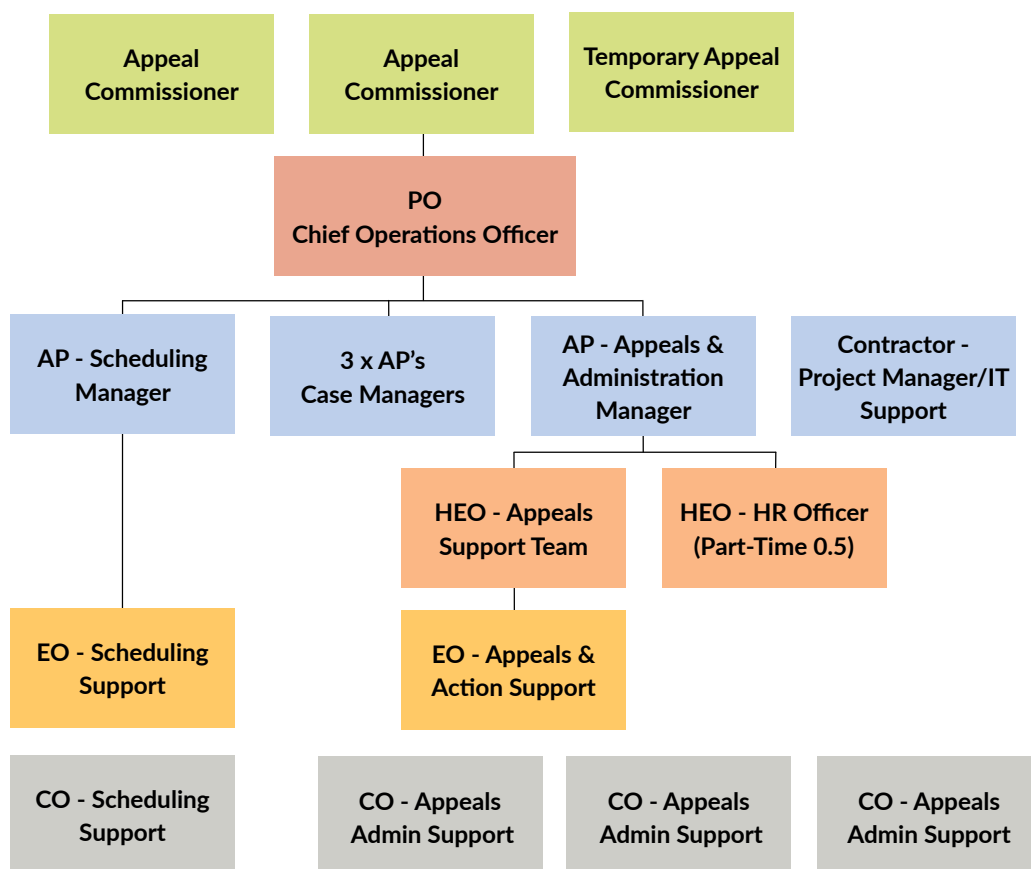 Appeal
Commissioner
Appeal
Commissioner
Temporary Appeal
Commissioner
PO
Chief Operations Officer
AP - Scheduling
Manager
3 x AP’s
Case Managers
AP - Appeals &
Administration
Manager
Contractor -
Project Manager/IT
Support
HEO - Appeals
Support Team
HEO - HR Officer
(Part-Time 0.5)
EO - Scheduling
Support
EO - Appeals &
Action Support
CO - Scheduling
Support
CO - Appeals
Admin Support
CO - Appeals
Admin Support
CO - Appeals
Admin Support